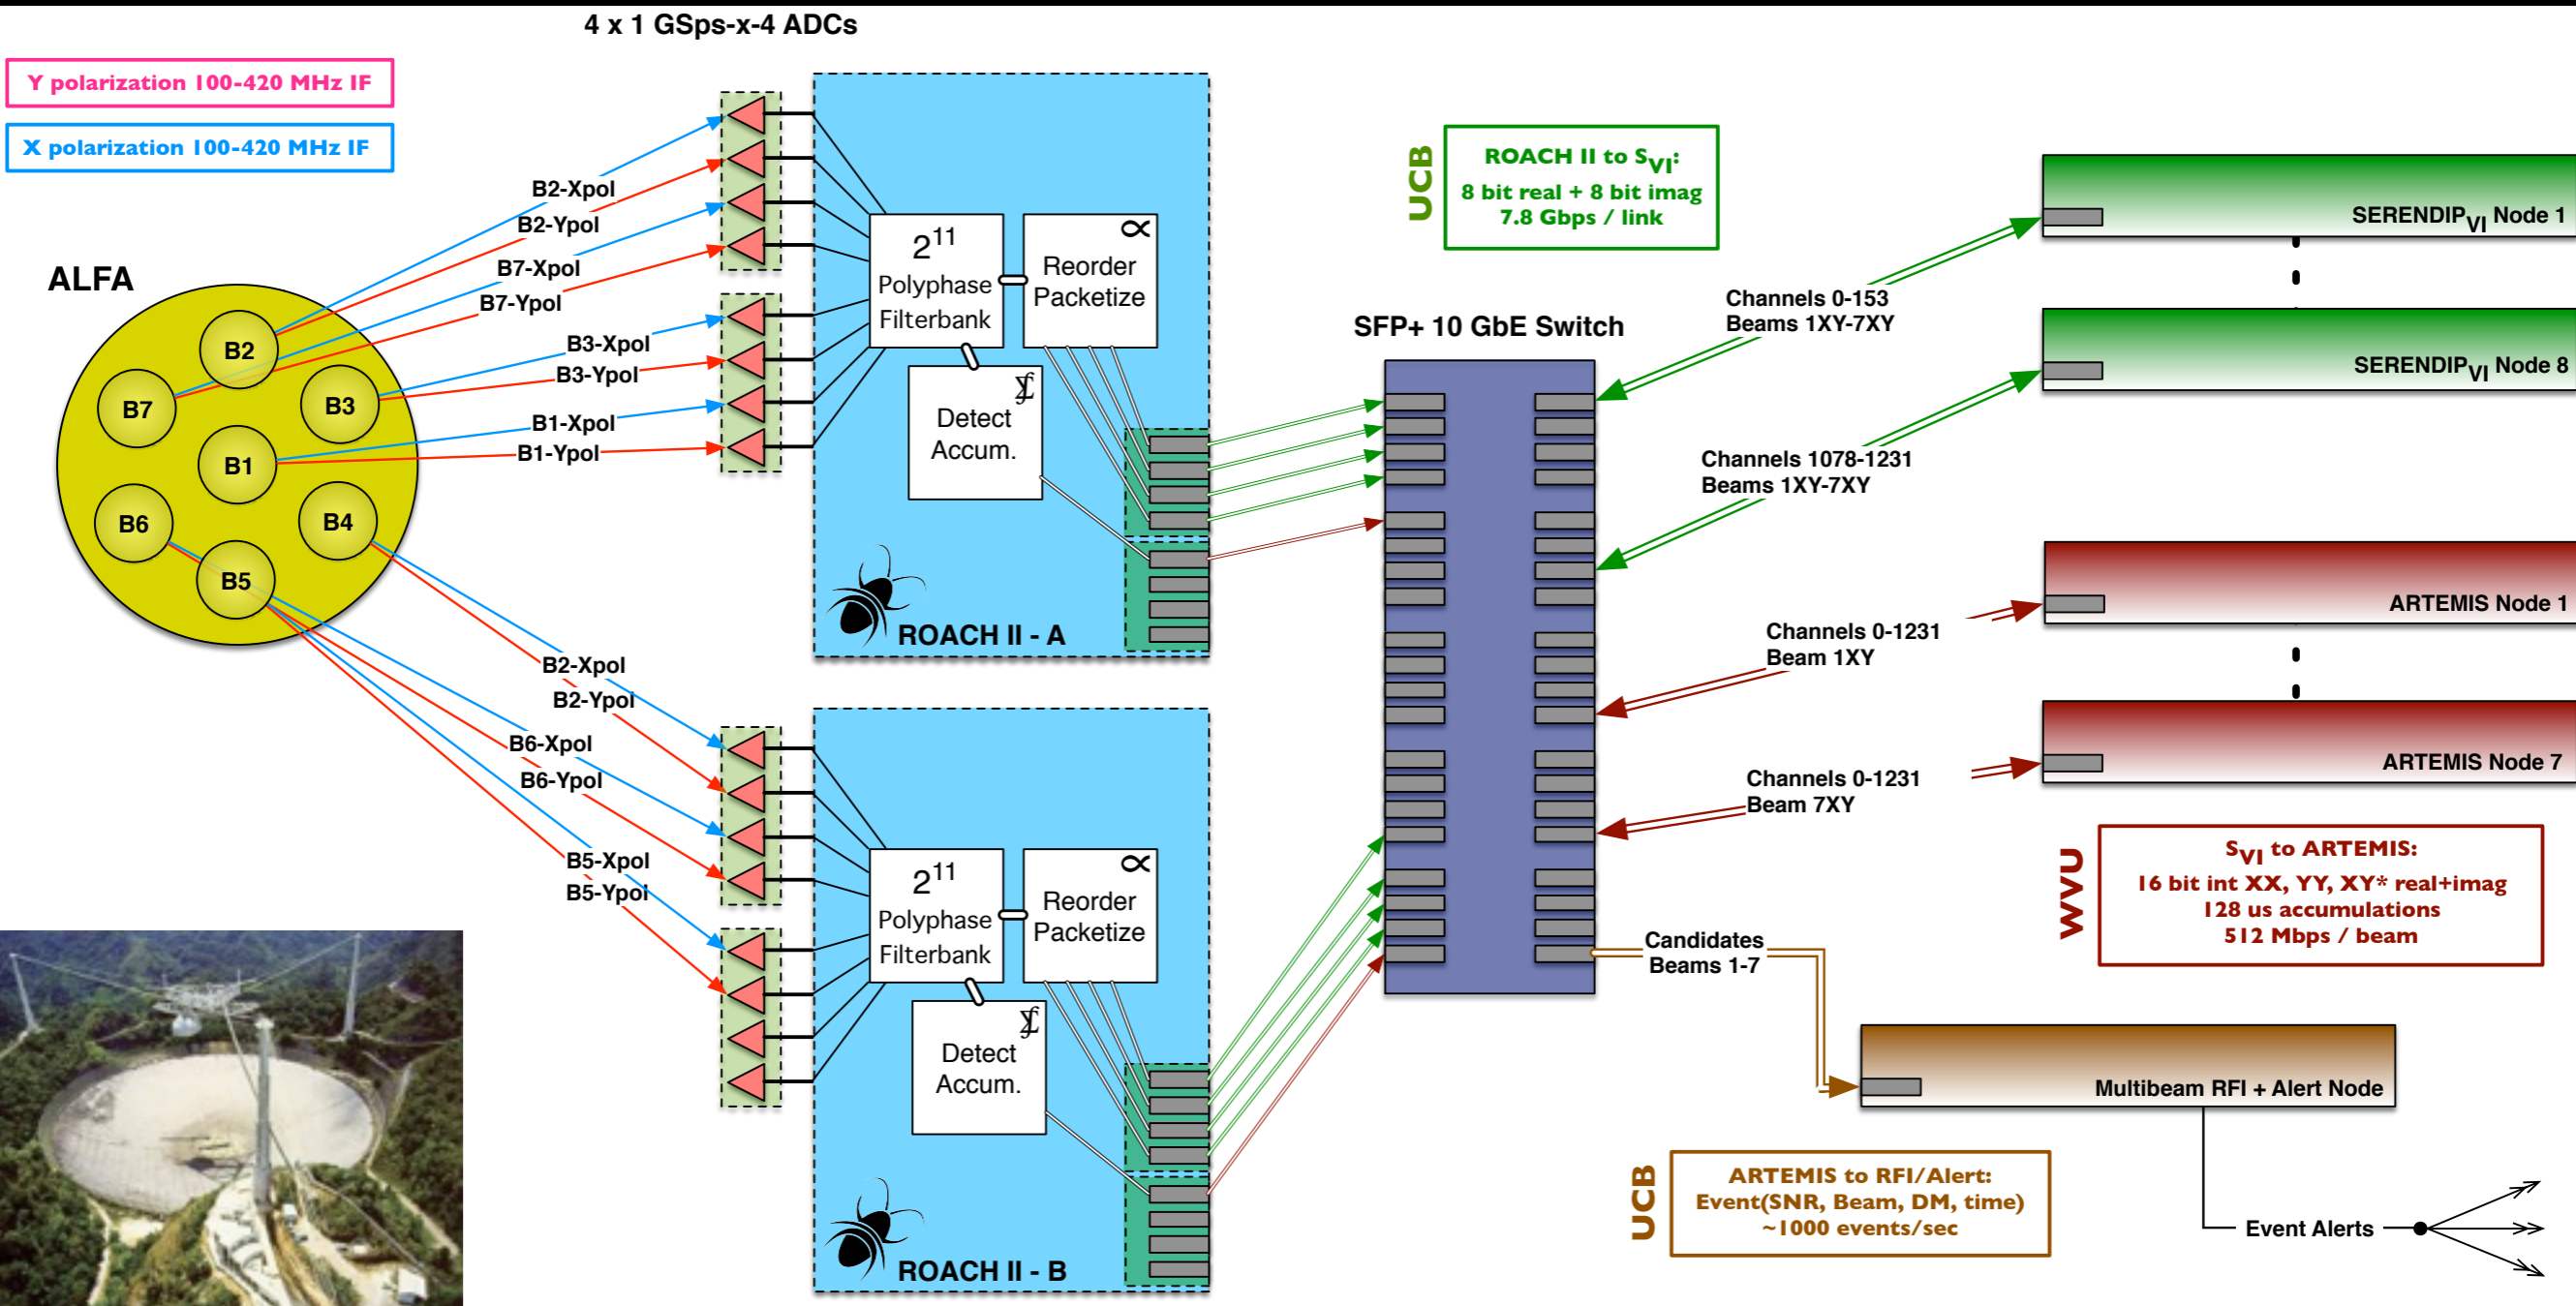 4 x 1 GSps-x-4 ADCs
Y polarization 100-420 MHz IF
X polarization 100-420 MHz IF
ALFA
B2
B7
B3
B1
B6
B4
B5
B2-Xpol
B2-Ypol
B7-Xpol
B7-Ypol
B3-Xpol
B3-Ypol
B1-Xpol
B1-Ypol
B2-Xpol
B2-Ypol
B6-Xpol
B6-Ypol
B5-Xpol
B5-Ypol
2^11
Polyphase
Filterbank
∝
Reorder
Packetize
Detect
Accum.
ROACH II - A
2^11
Polyphase
Filterbank
∝
Reorder
Packetize
Detect
Accum.
ROACH II - B
UCB
ROACH II to SVI:
8 bit real + 8 bit imag
7.8 Gbps / link
SFP+ 10 GbE Switch
Channels 0-153
Beams 1XY-7XY
Channels 1078-1231
Beams 1XY-7XY
Channels 0-1231
Beam 1XY
Channels 0-1231
Beam 7XY
Candidates
Beams 1-7
SERENDIPVI Node 1
SERENDIPVI Node 8
ARTEMIS Node 1
ARTEMIS Node 7
WVU
SVI to ARTEMIS:
16 bit int XX, YY, XY* real+imag
128 us accumulations
512 Mbps / beam
Multibeam RFI + Alert Node
UCB
ARTEMIS to RFI/Alert:
Event(SNR, Beam, DM, time)
~1000 events/sec
Event Alerts